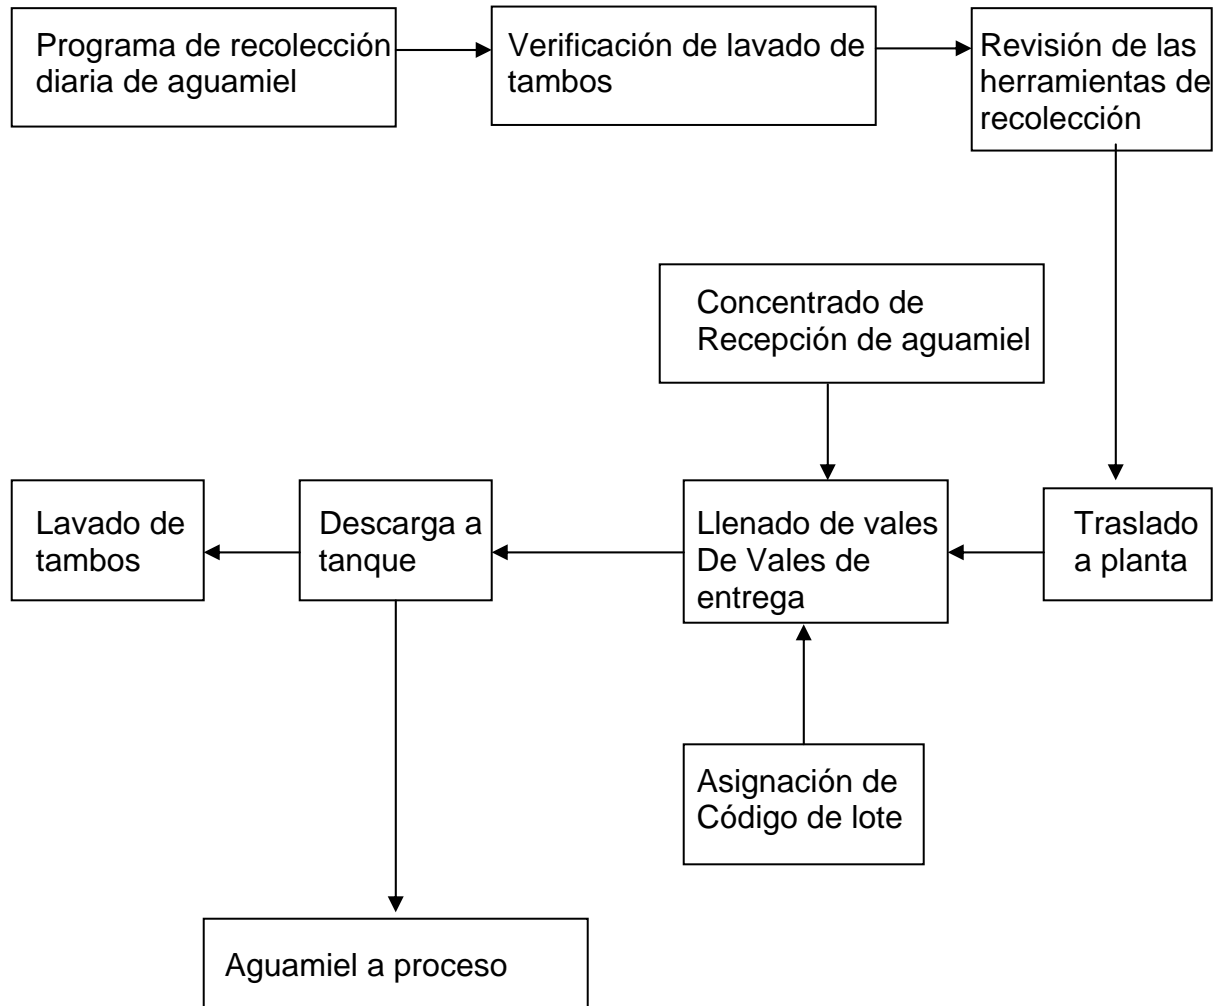 Programa de recolección
diaria de aguamiel
Verificación de lavado de
tambos
Revisión de las
herramientas de
recolección
Concentrado de
Recepción de aguamiel
Lavado de
tambos
Descarga a
tanque
Llenado de vales
De Vales de
entrega
Traslado
a planta
Asignación de
Código de lote
Aguamiel a proceso